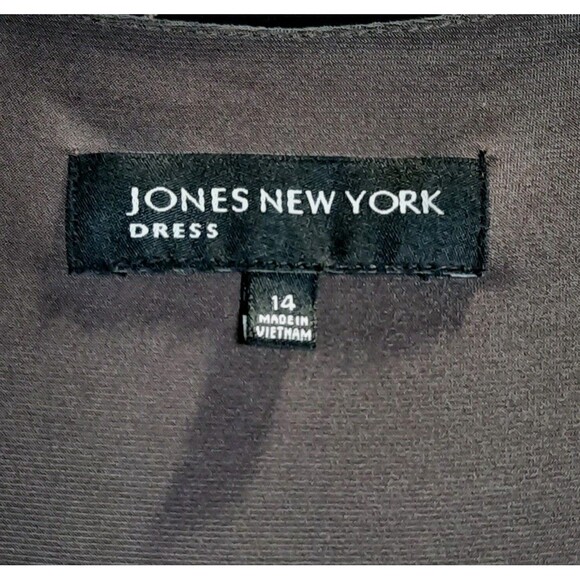 JONES NEW YORK
DRESS
14
MADE IN
VIETNAM